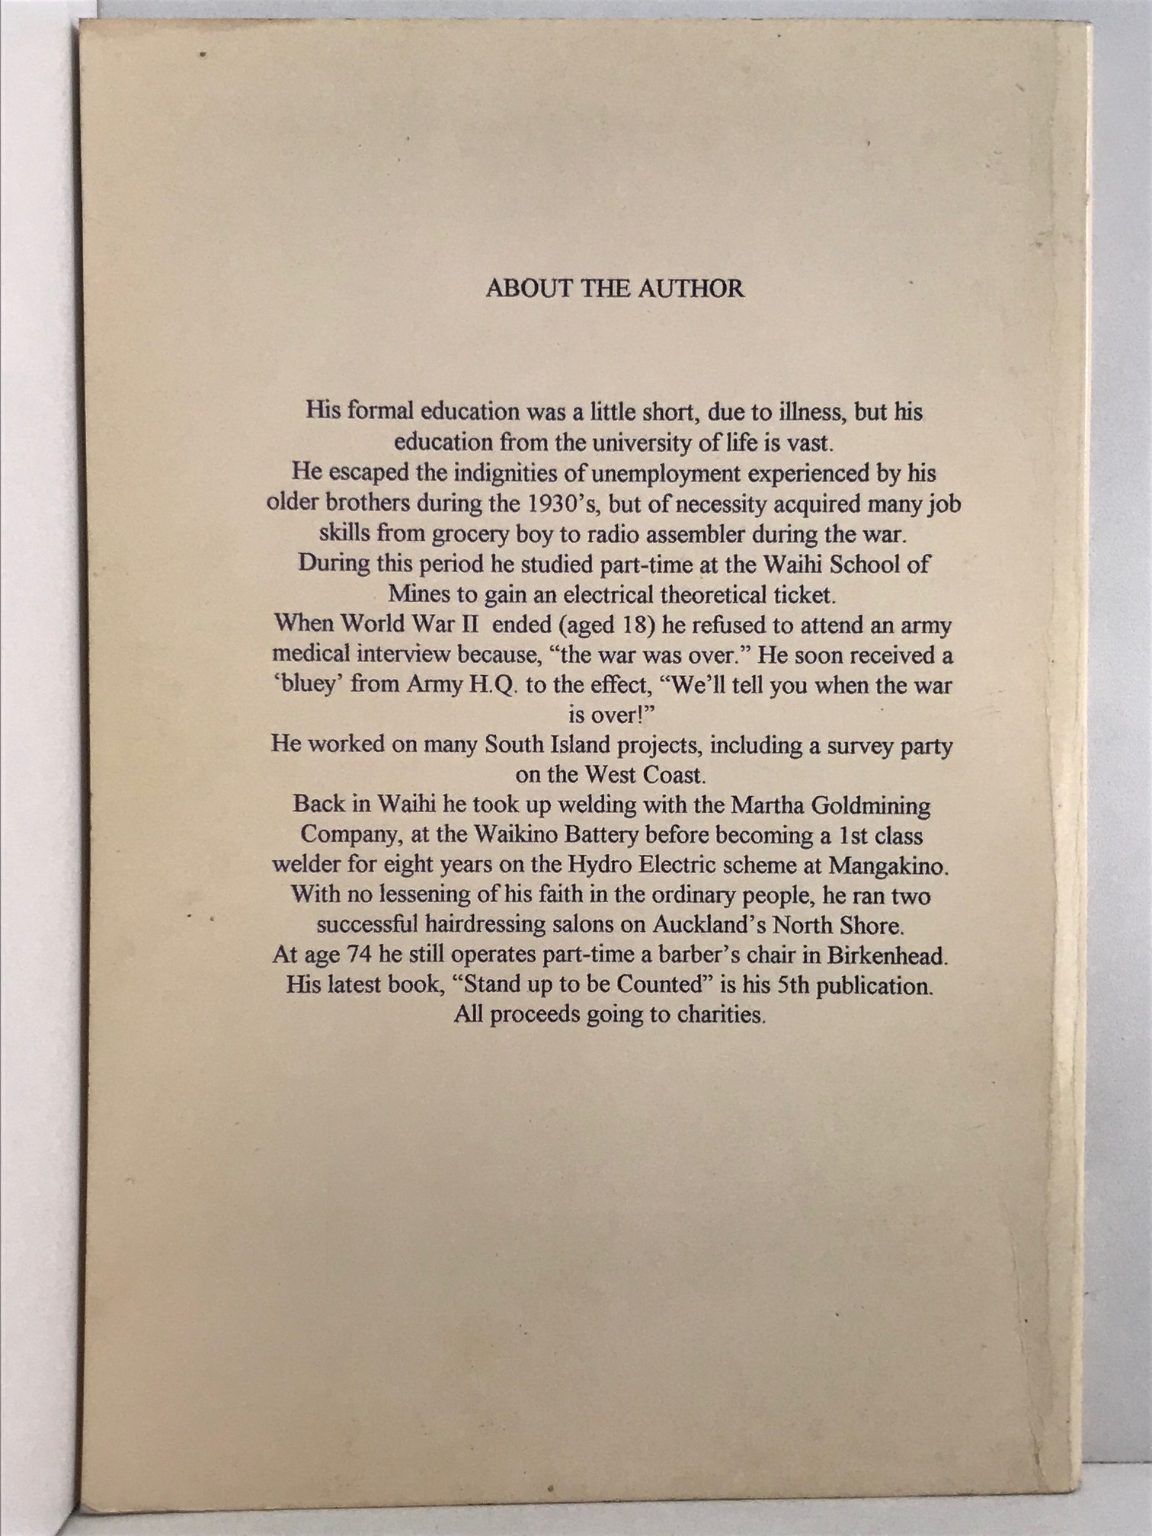 ABOUT THE AUTHOR
His formal education was a little short, due to illness, but his
education from the university of life is vast.
He escaped the indignities of unemployment experienced by his
older brothers during the 1930’s, but of necessity acquired many job
skills from grocery boy to radio assembler during the war.
During this period he studied part-time at the Waihi School of
Mines to gain an electrical theoretical ticket.
When World War II  ended (aged 18) he refused to attend an army
medical interview because, “the war was over.” He soon received a
‘bluey’ from Army H.Q. to the effect, “We’ll tell you when the war
is over!”
He worked on many South Island projects, including a survey party
on the West Coast.
Back in Waihi he took up welding with the Martha Goldmining
Company, at the Waikino Battery before becoming a 1st class
welder for eight years on the Hydro Electric scheme at Mangakino.
With no lessening of his faith in the ordinary people, he ran two
successful hairdressing salons on Auckland’s North Shore.
At age 74 he still operates part-time a barber’s chair in Birkenhead.
His latest book, “Stand up to be Counted” is his 5th publication.
All proceeds going to charities.